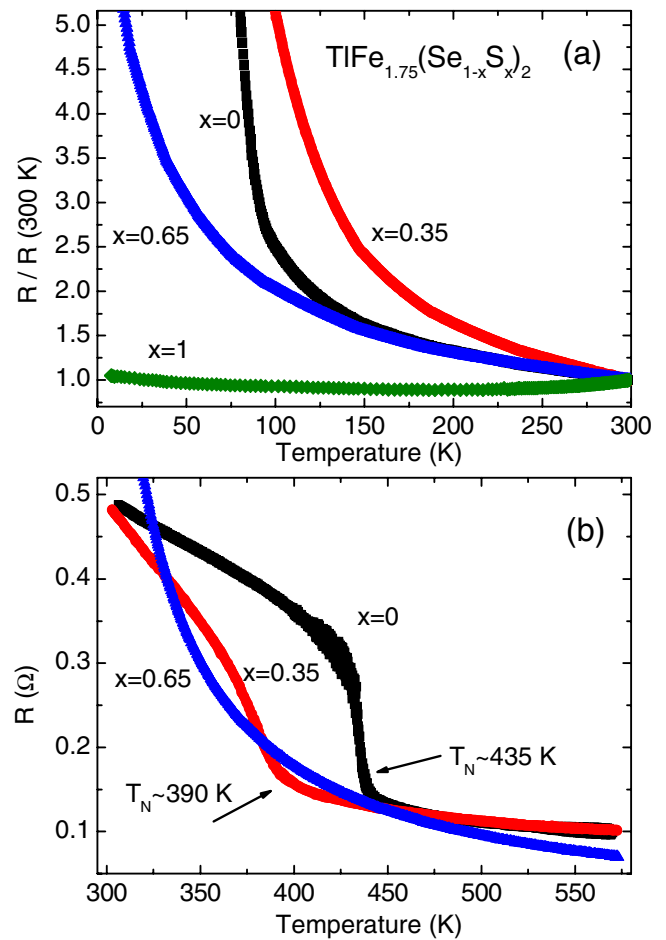 5.0
4.5
4.0
3.5
3.0
2.5
2.0
1.5
1.0
R / R (300 K)
TlFe1.75(Se1-xSx)2
(a)
x=0
x=0.65
x=0.35
x=1
0 50 100 150 200 250 300
Temperature (K)
0.5
0.4
0.3
0.2
0.1
R (Ω)
(b)
x=0
x=0.65
x=0.35
TN~435 K
TN~390 K
300 350 400 450 500 550
Temperature (K)